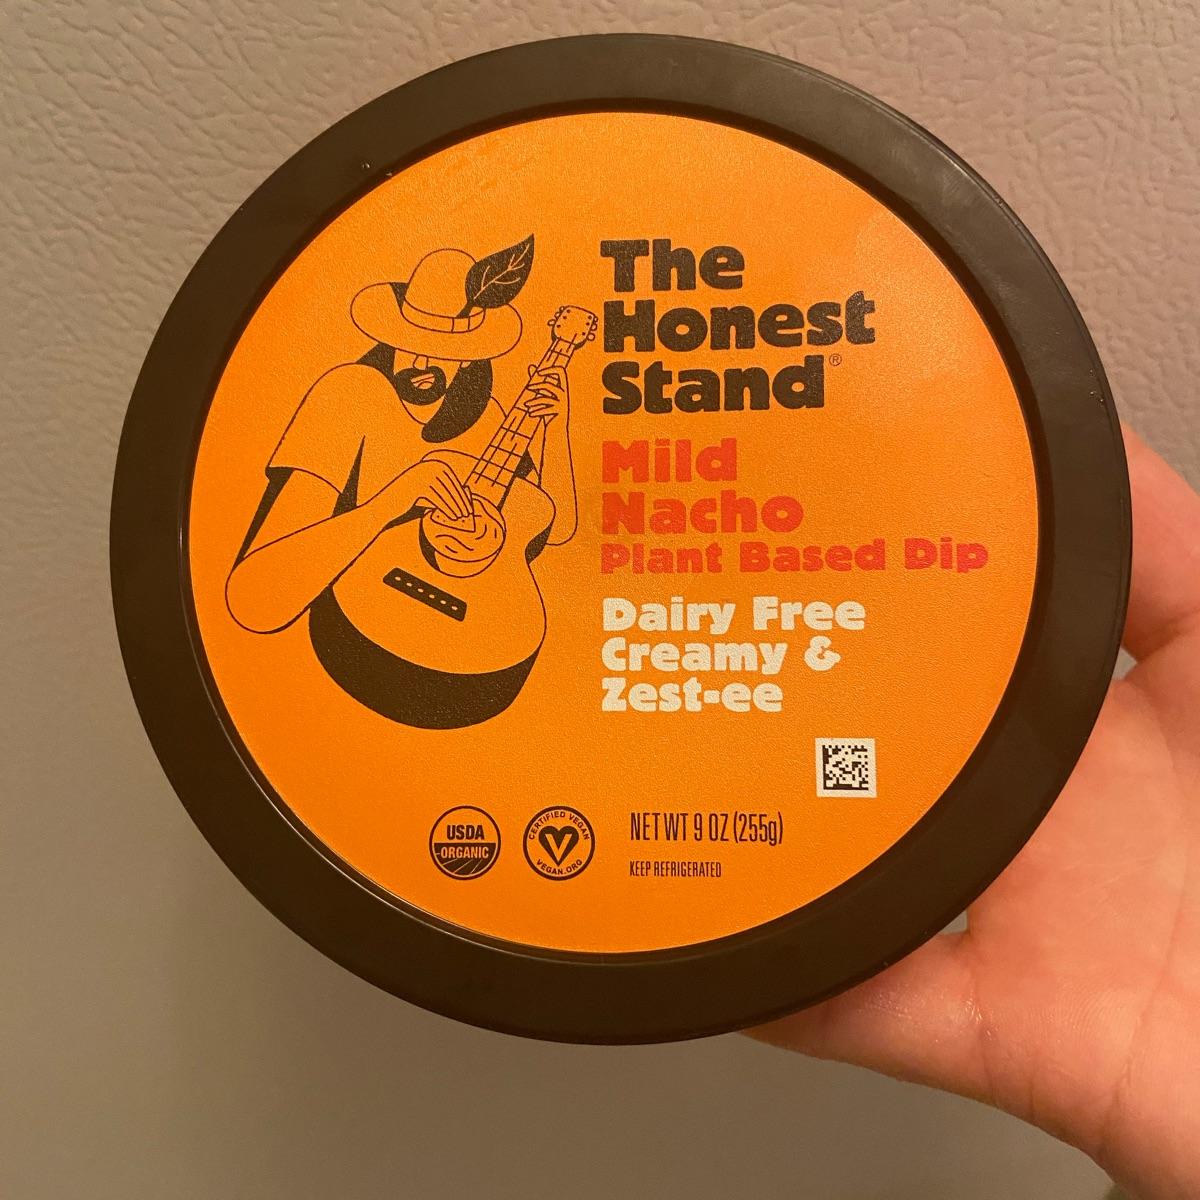 The
Honest
Stand®
Mild
Nacho
Plant Based Dip
Dairy Free
Creamy &
Zest-ee
USDA
ORGANIC
CERTIFIED VEGAN
V
VEGAN.ORG
NET WT 9 OZ (255g)
KEEP REFRIGERATED